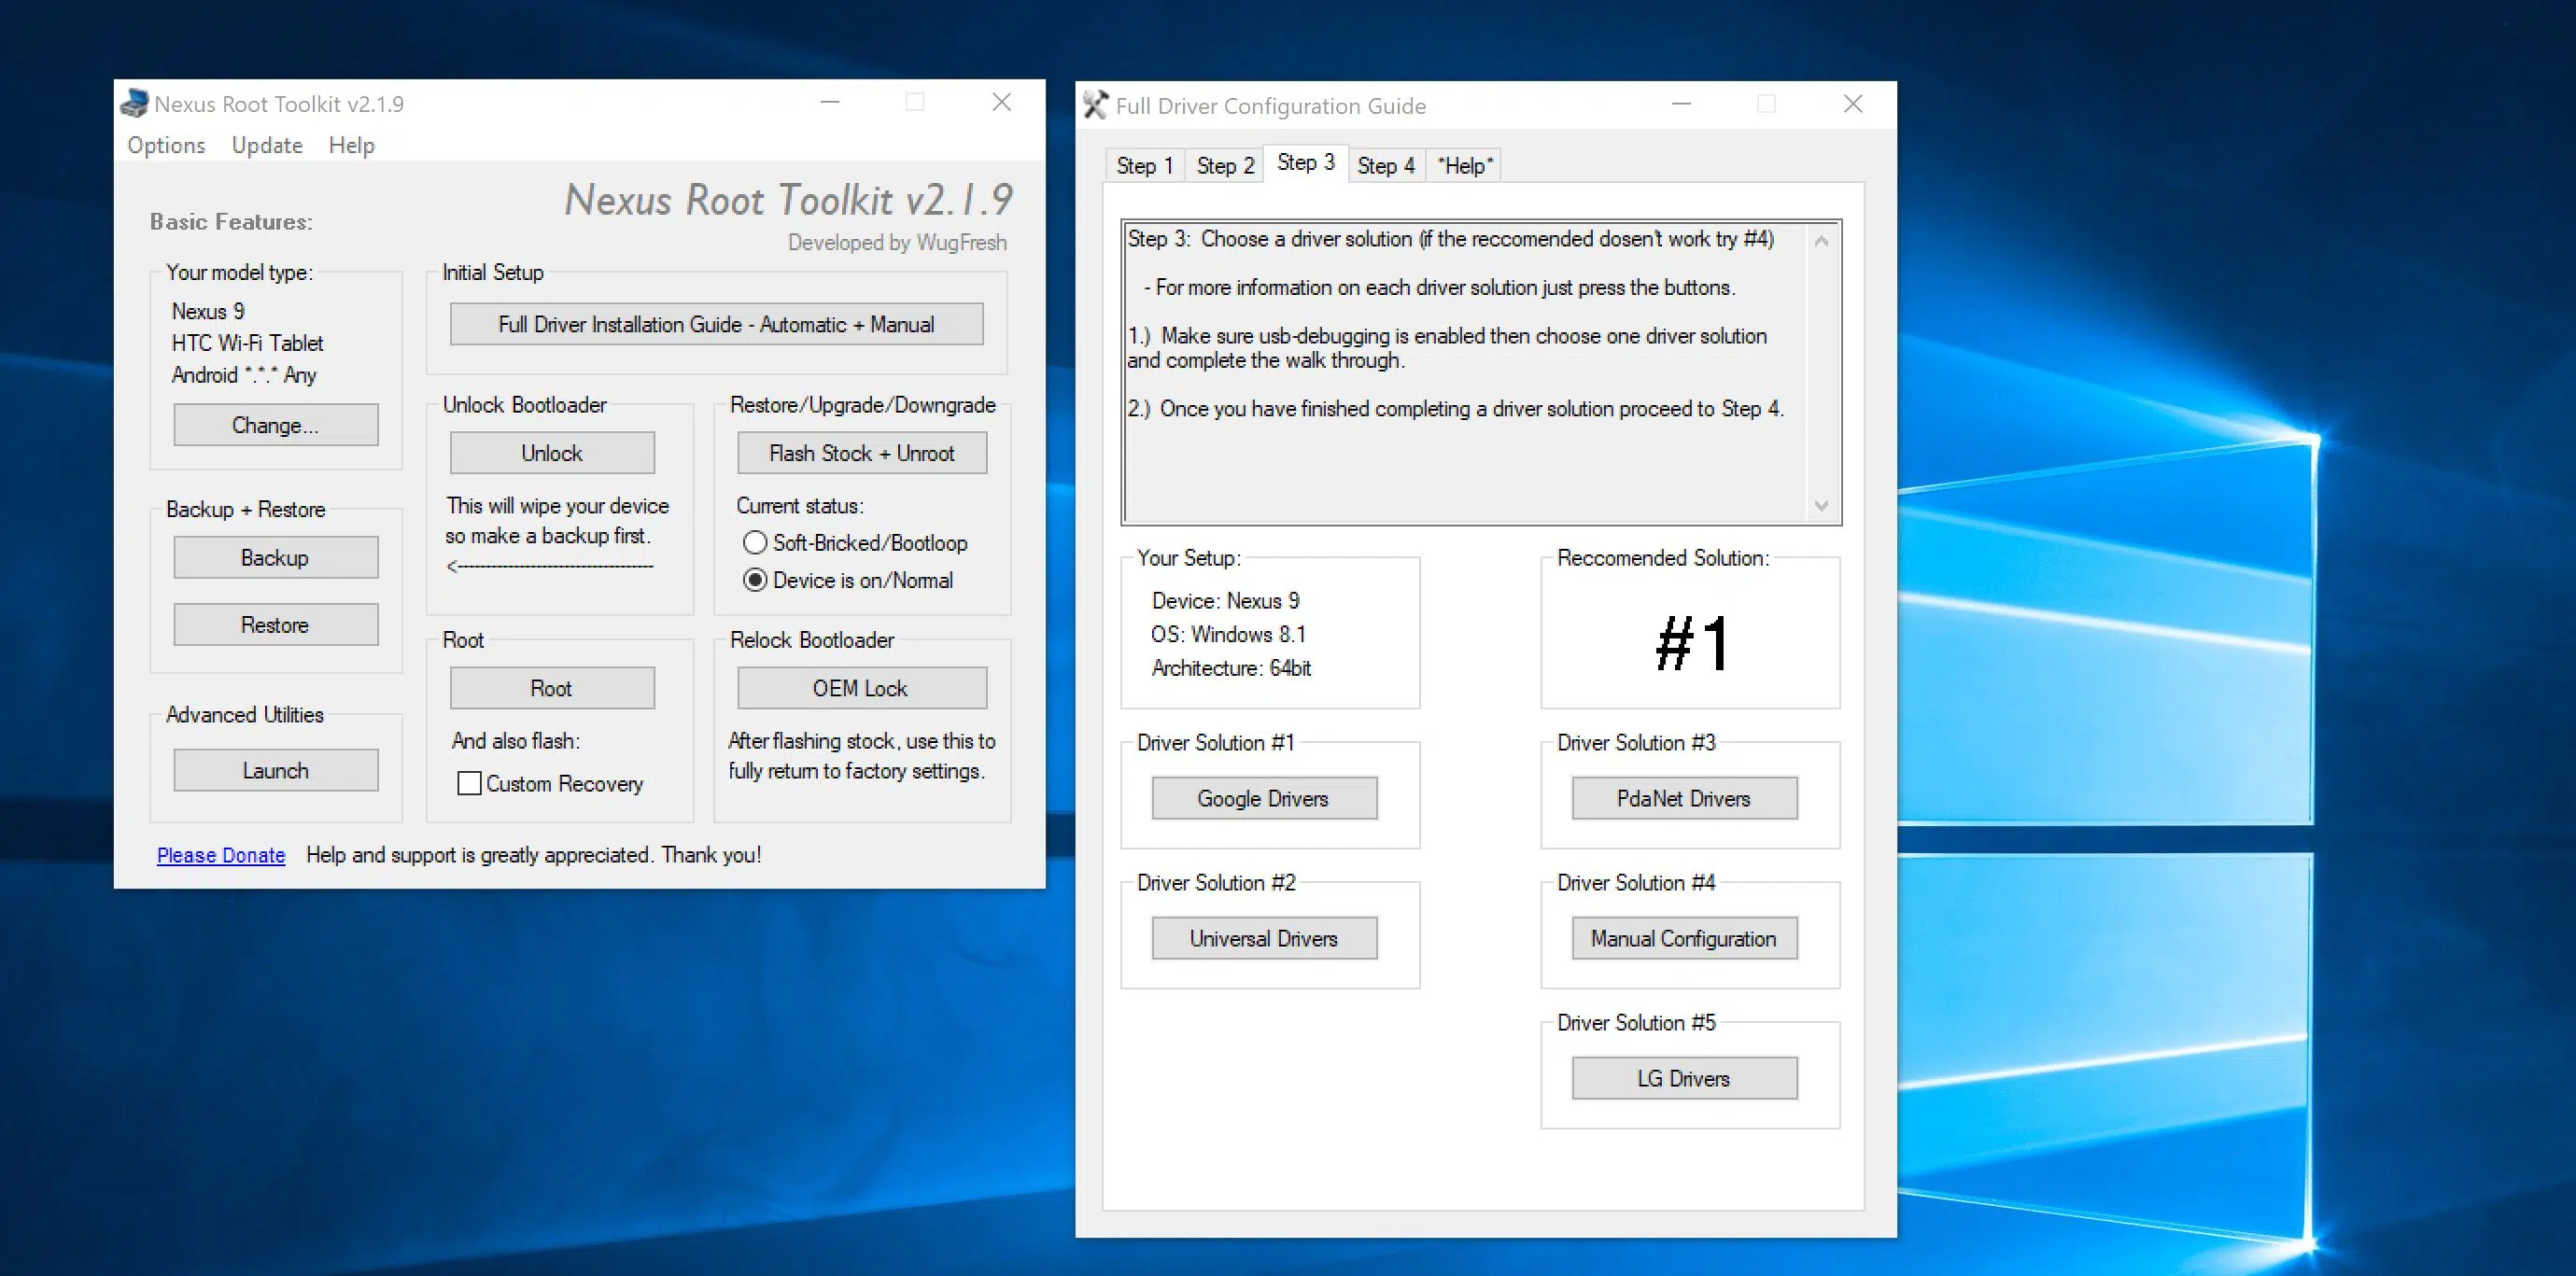 Nexus Root Toolkit v2.1.9
Options Update Help
Nexus Root Toolkit v2.1.9
Developed by WugFresh
Basic Features:
Your model type:
Nexus 9
HTC Wi-Fi Tablet
Android *.*.* Any
Change...
Initial Setup
Full Driver Installation Guide - Automatic + Manual
Unlock Bootloader
Unlock
This will wipe your device
so make a backup first.
<-----------------------------------
Restore/Upgrade/Downgrade
Flash Stock + Unroot
Current status:
Soft-Bricked/Bootloop
Device is on/Normal
Backup + Restore
Backup
Restore
Root
Root
And also flash:
Custom Recovery
Relock Bootloader
OEM Lock
After flashing stock, use this to
fully return to factory settings.
Advanced Utilities
Launch
Please Donate Help and support is greatly appreciated. Thank you!
Full Driver Configuration Guide
Step 1 Step 2 Step 3 Step 4 *Help*
Step 3: Choose a driver solution (if the reccomended dosen't work try #4)
- For more information on each driver solution just press the buttons.
1.) Make sure usb-debugging is enabled then choose one driver solution
and complete the walk through.
2.) Once you have finished completing a driver solution proceed to Step 4.
Your Setup:
Device: Nexus 9
OS: Windows 8.1
Architecture: 64bit
Reccomended Solution:
#1
Driver Solution #1
Google Drivers
Driver Solution #3
PdaNet Drivers
Driver Solution #2
Universal Drivers
Driver Solution #4
Manual Configuration
Driver Solution #5
LG Drivers